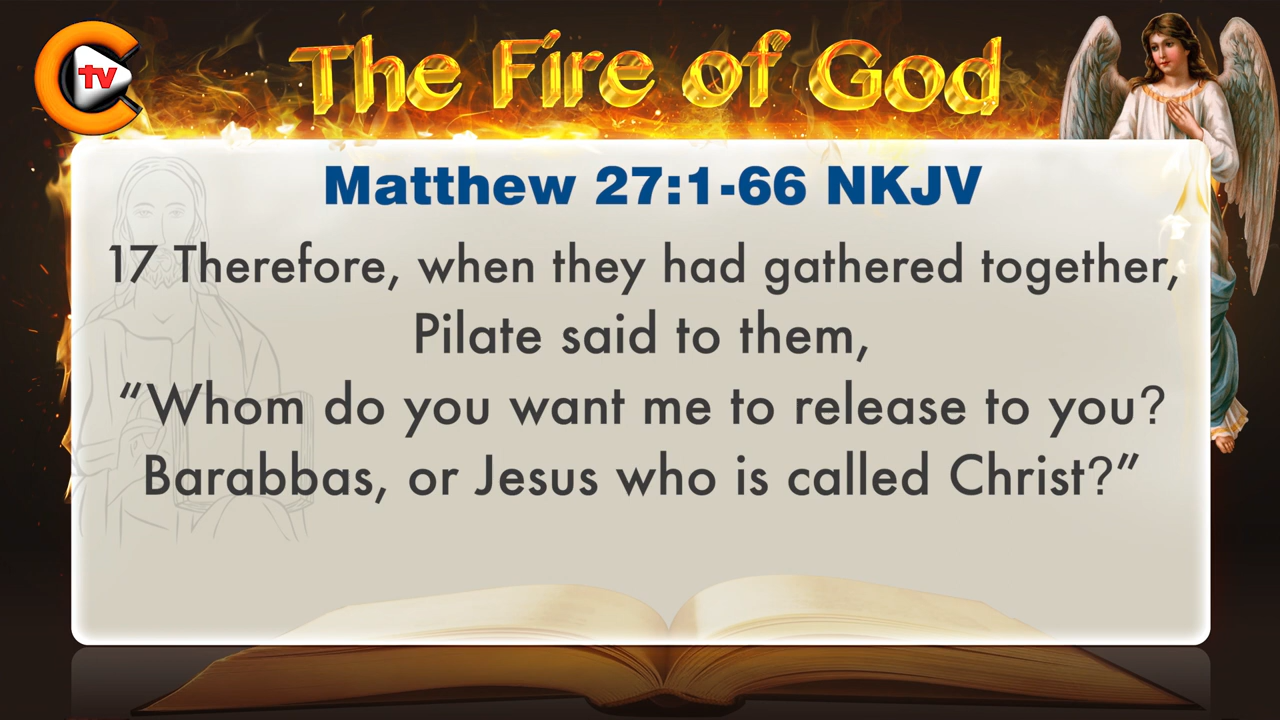 tv
The Fire of God
Matthew 27:1-66 NKJV
17 Therefore, when they had gathered together,
Pilate said to them,
“Whom do you want me to release to you?
Barabbas, or Jesus who is called Christ?”